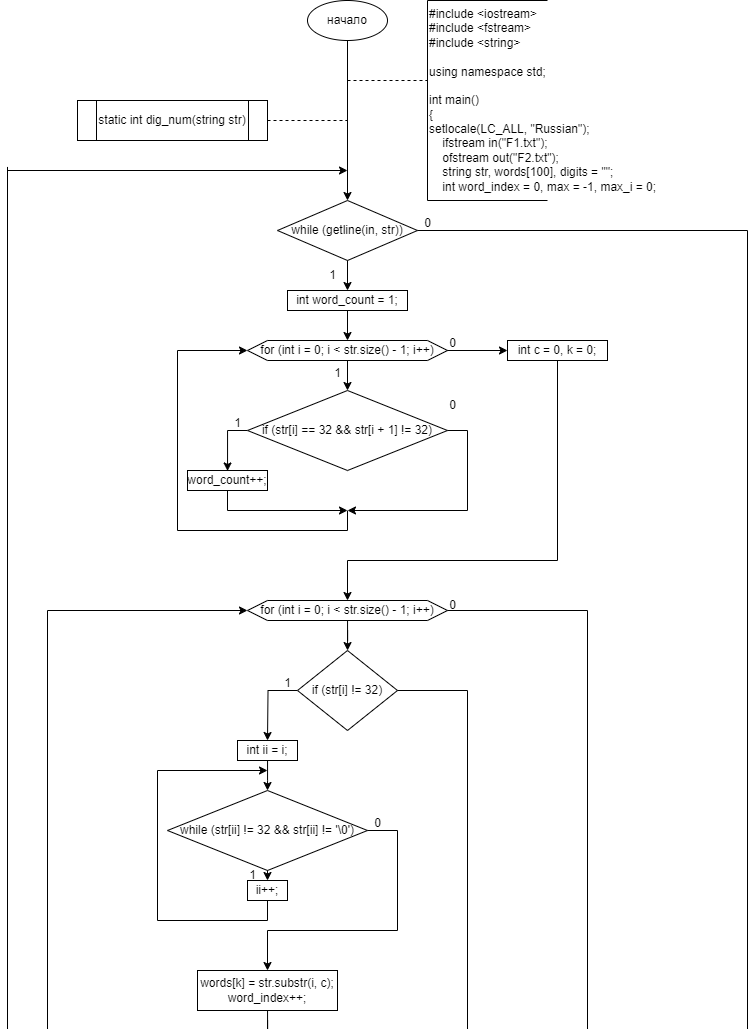 начало
#include <iostream>
#include <fstream>
#include <string>
using namespace std;
int main()
{
setlocale(LC_ALL, "Russian");
ifstream in("F1.txt");
ofstream out("F2.txt");
string str, words[100], digits = "";
int word_index = 0, max = -1, max_i = 0;
static int dig_num(string str)
while (getline(in, str))
0
1
int word_count = 1;
for (int i = 0; i < str.size() - 1; i++)
0
int c = 0, k = 0;
1
0
if (str[i] == 32 && str[i + 1] != 32)
1
word_count++;
for (int i = 0; i < str.size() - 1; i++)
0
1
if (str[i] != 32)
int ii = i;
while (str[ii] != 32 && str[ii] != '\0')
0
1
ii++;
words[k] = str.substr(i, c);
word_index++;